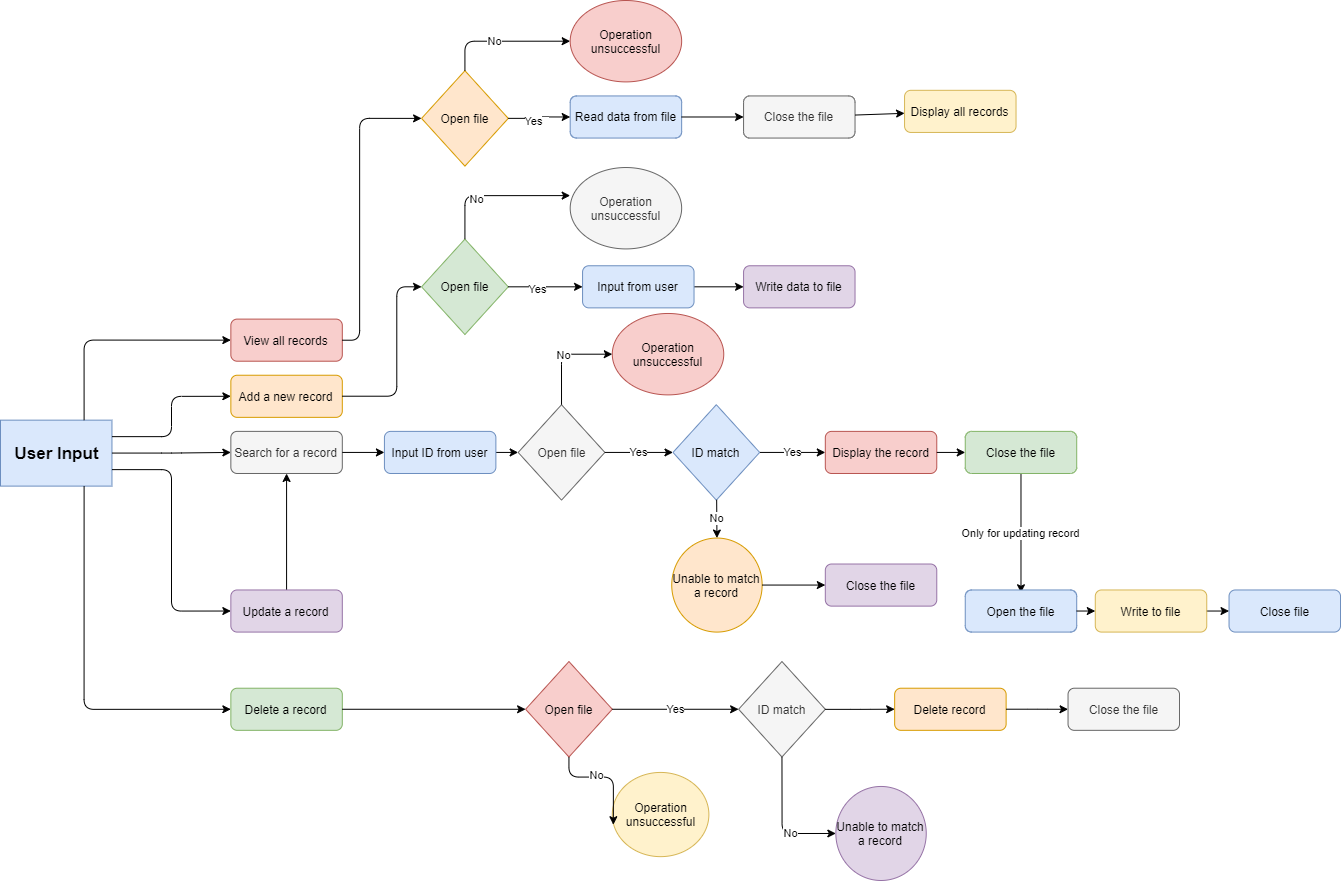 No
Operation
unsuccessful
Open file
Yes
Read data from file
Close the file
Display all records
No
Operation
unsuccessful
Open file
Yes
Input from user
Write data to file
View all records
No
Operation
unsuccessful
Add a new record
User Input
Search for a record
Input ID from user
Open file
Yes
ID match
Yes
Display the record
Close the file
No
Only for updating record
Unable to match
a record
Close the file
Update a record
Open the file
Write to file
Close file
Delete a record
Open file
Yes
ID match
Delete record
Close the file
No
Operation
unsuccessful
No
Unable to match
a record